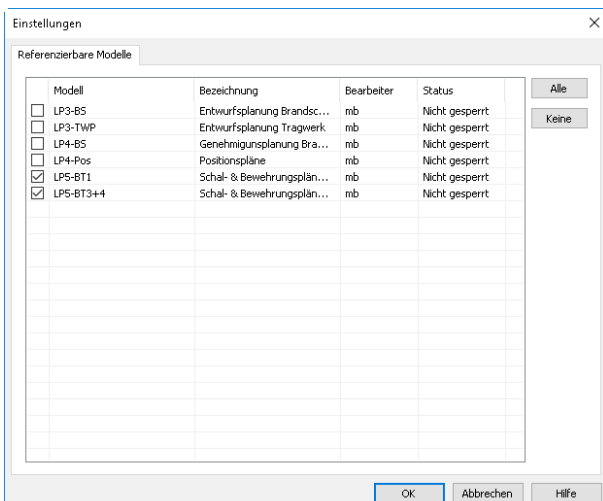 Einstellungen
Referenzierbare Modelle
Modell Bezeichnung Bearbeiter Status
LP3-BS Entwurfsplanung Brandsc... mb Nicht gesperrt
LP3-TWP Entwurfsplanung Tragwerk mb Nicht gesperrt
LP4-BS Genehmigunsplanung Bra... mb Nicht gesperrt
LP4-Pos Positionspläne mb Nicht gesperrt
LP5-BT1 Schal- & Bewehrungsplän... mb Nicht gesperrt
LP5-BT3+4 Schal- & Bewehrungsplän... mb Nicht gesperrt
Alle
Keine
OK Abbrechen Hilfe